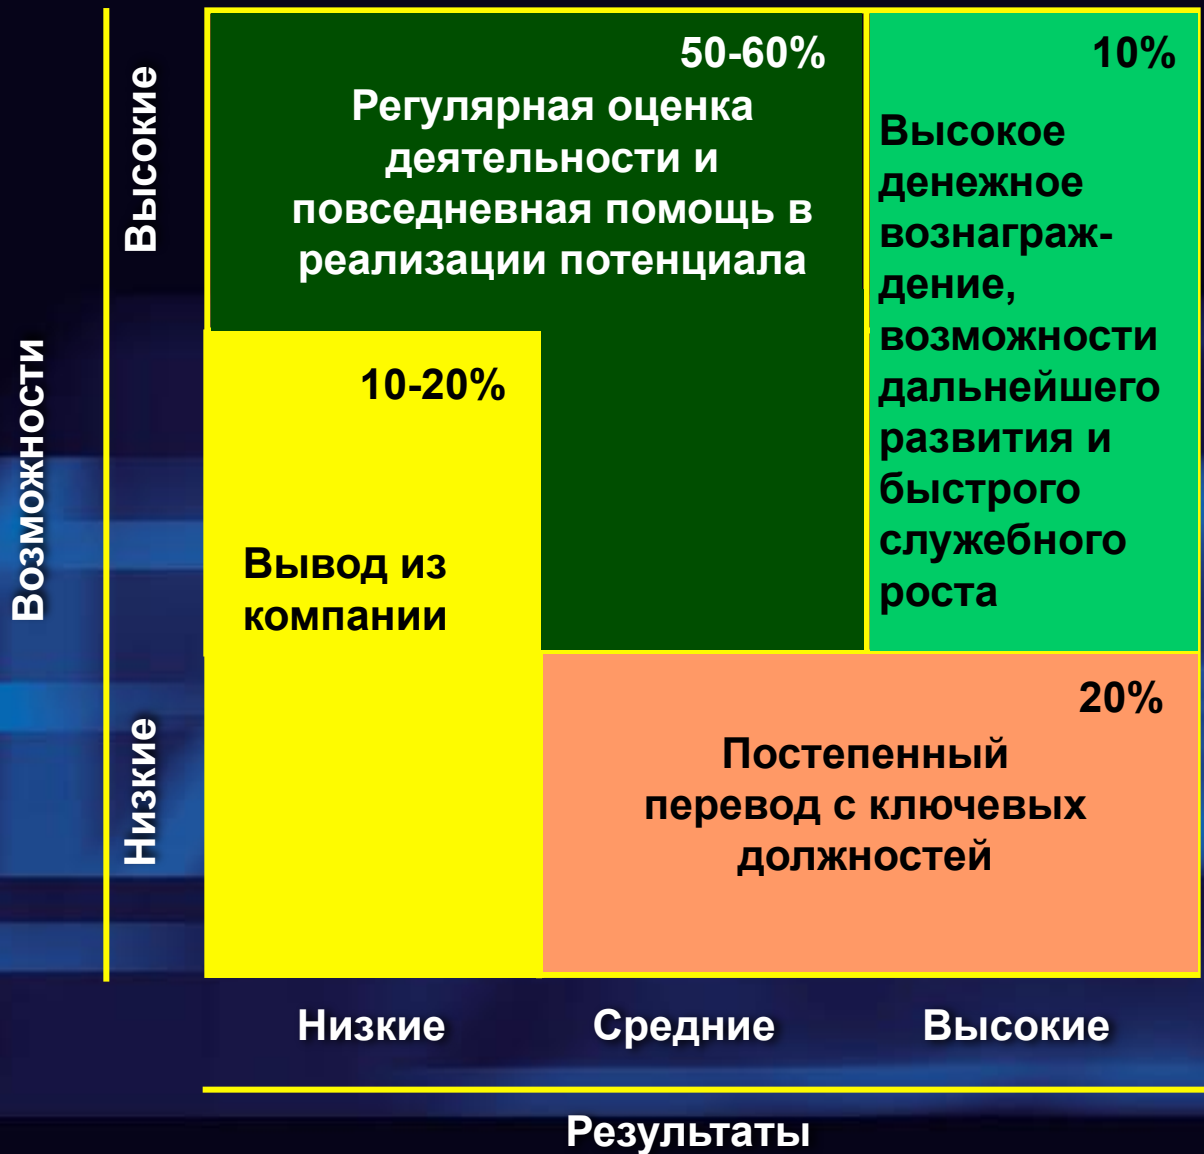 Возможности
Высокие
Низкие
50-60%
Регулярная оценка
деятельности и
повседневная помощь в
реализации потенциала
10%
Высокое
денежное
вознаграж-
дение,
возможности
дальнейшего
развития и
быстрого
служебного
роста
10-20%
Вывод из
компании
20%
Постепенный
перевод с ключевых
должностей
Низкие
Средние
Высокие
Результаты